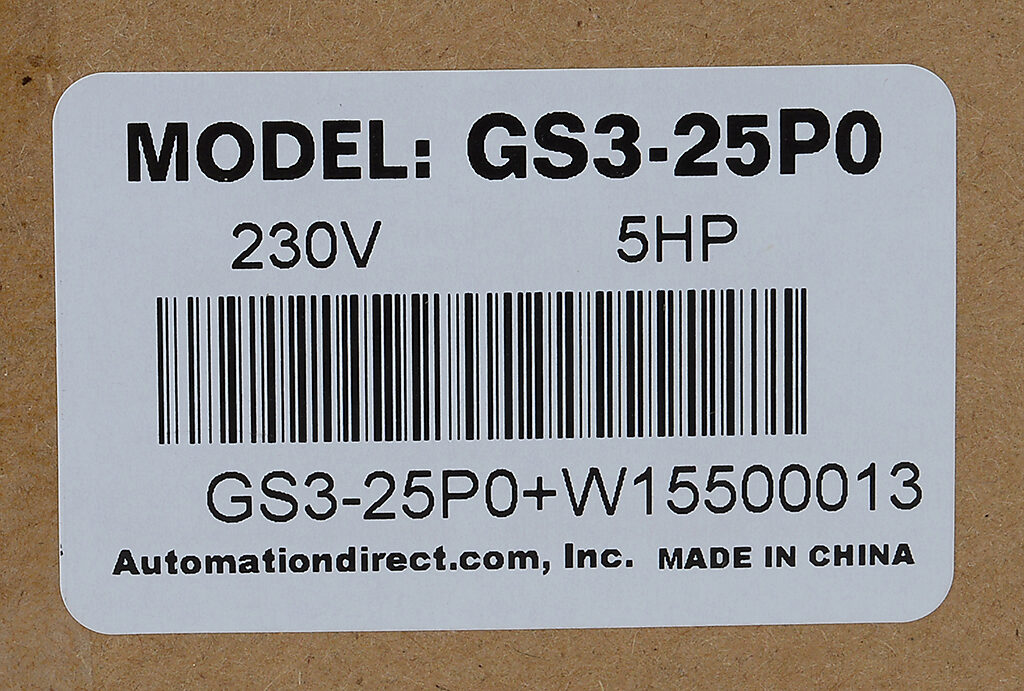 MODEL: GS3-25P0
230V 5HP
GS3-25P0+W15500013
Automationdirect.com, Inc. MADE IN CHINA